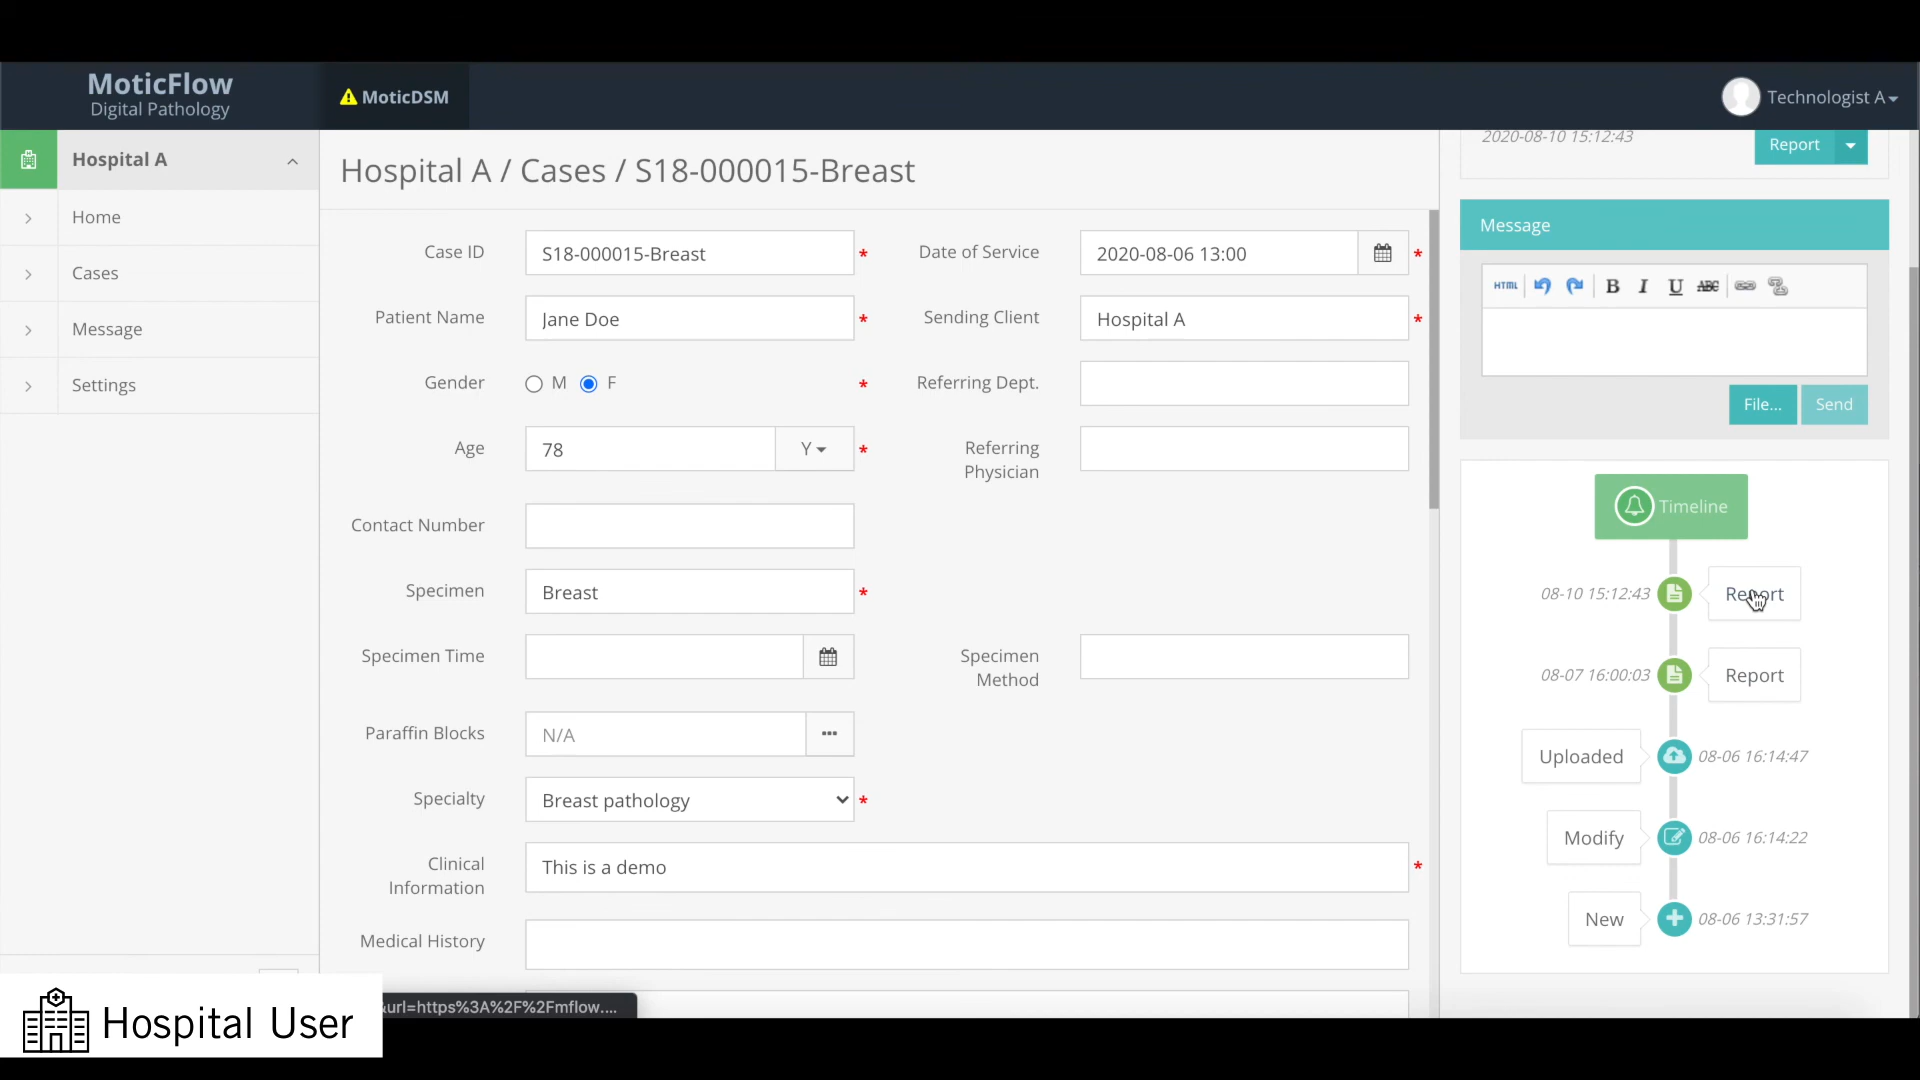 MoticFlow
Digital Pathology
MoticDSM
Technologist A
Hospital A
Home
Cases
Message
Settings
Hospital A / Cases / S18-000015-Breast
Case ID
S18-000015-Breast
*
Date of Service
2020-08-06 13:00
*
Patient Name
Jane Doe
*
Sending Client
Hospital A
*
Gender
M
F
*
Referring Dept.
Age
78
Y
*
Referring
Physician
Contact Number
Specimen
Breast
*
Specimen Time
Specimen
Method
Paraffin Blocks
N/A
•••
Specialty
Breast pathology
*
Clinical
Information
This is a demo
*
Medical History
2020-08-10 15:12:43
Report
Message
HTML
B
I
U
ABC
File...
Send
Timeline
08-10 15:12:43
Report
08-07 16:00:03
Report
Uploaded
08-06 16:14:47
Modify
08-06 16:14:22
New
08-06 13:31:57
&url=https%3A%2F%2Fmflow....
Hospital User